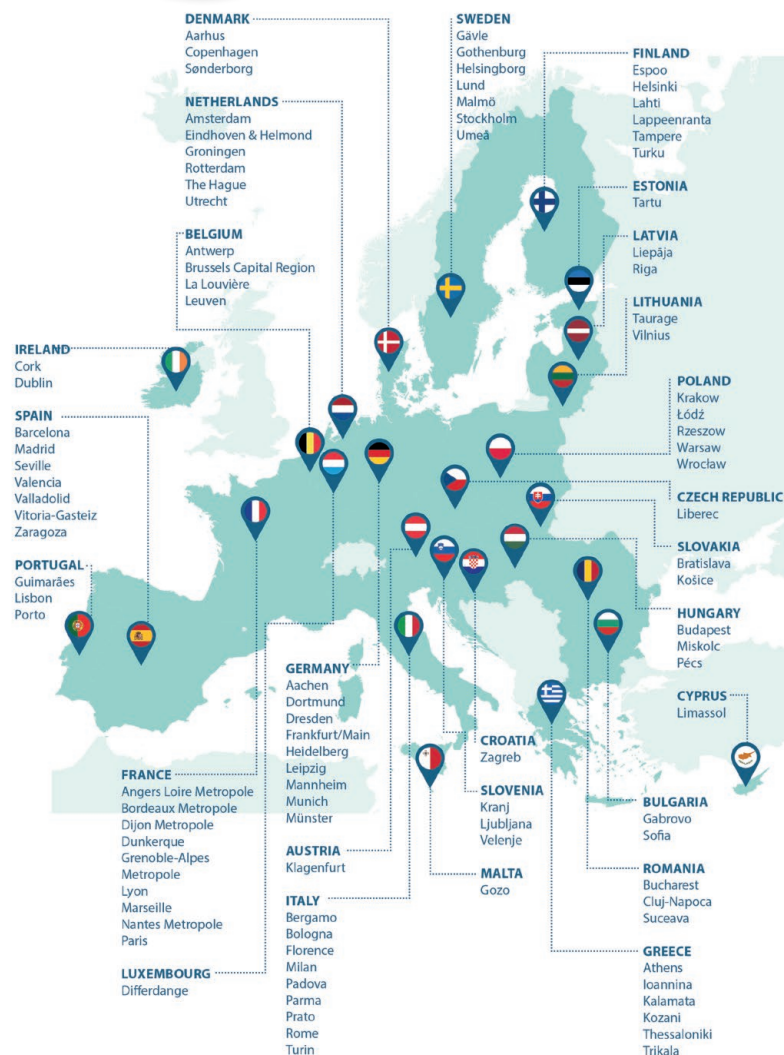 DENMARK
Aarhus
Copenhagen
Sønderborg
NETHERLANDS
Amsterdam
Eindhoven & Helmond
Groningen
Rotterdam
The Hague
Utrecht
BELGIUM
Antwerp
Brussels Capital Region
La Louvière
Leuven
IRELAND
Cork
Dublin
SPAIN
Barcelona
Madrid
Seville
Valencia
Valladolid
Vitoria-Gasteiz
Zaragoza
PORTUGAL
Guimarães
Lisbon
Porto
SWEDEN
Gävle
Gothenburg
Helsingborg
Lund
Malmö
Stockholm
Umeå
FINLAND
Espoo
Helsinki
Lahti
Lappeenranta
Tampere
Turku
ESTONIA
Tartu
LATVIA
Liepāja
Riga
LITHUANIA
Taurage
Vilnius
POLAND
Krakow
Łódź
Rzeszow
Warsaw
Wrocław
CZECH REPUBLIC
Liberec
SLOVAKIA
Bratislava
Košice
HUNGARY
Budapest
Miskolc
Pécs
CYPRUS
Limassol
FRANCE
Angers Loire Metropole
Bordeaux Metropole
Dijon Metropole
Dunkerque
Grenoble-Alpes
Metropole
Lyon
Marseille
Nantes Metropole
Paris
LUXEMBOURG
Differdange
GERMANY
Aachen
Dortmund
Dresden
Frankfurt/Main
Heidelberg
Leipzig
Mannheim
Munich
Münster
AUSTRIA
Klagenfurt
ITALY
Bergamo
Bologna
Florence
Milan
Padova
Parma
Prato
Rome
Turin
CROATIA
Zagreb
SLOVENIA
Kranj
Ljubljana
Velenje
MALTA
Gozo
BULGARIA
Gabrovo
Sofia
ROMANIA
Bucharest
Cluj-Napoca
Suceava
GREECE
Athens
Ioannina
Kalamata
Kozani
Thessaloniki
Trikala